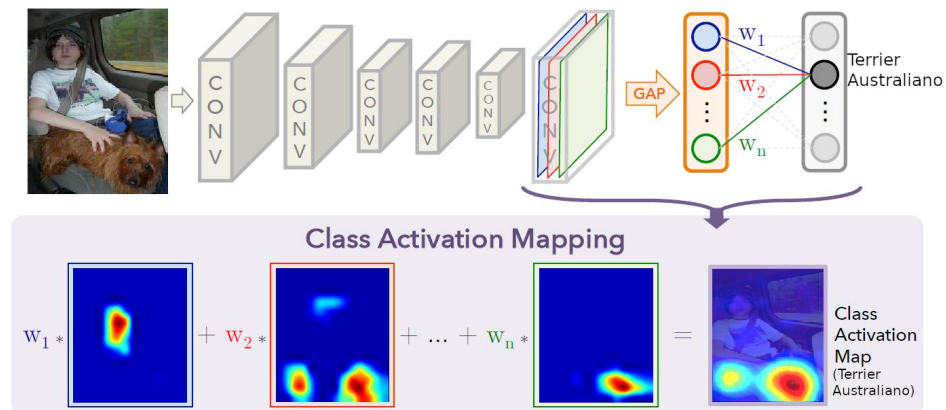 CONV
CONV
CONV
CONV
CONV
CONV
GAP
w1
w2
wn
Terrier
Australiano
Class Activation Mapping
w1 *
+
w2 *
+ ... +
wn *
=
Class
Activation
Map
(Terrier
Australiano)